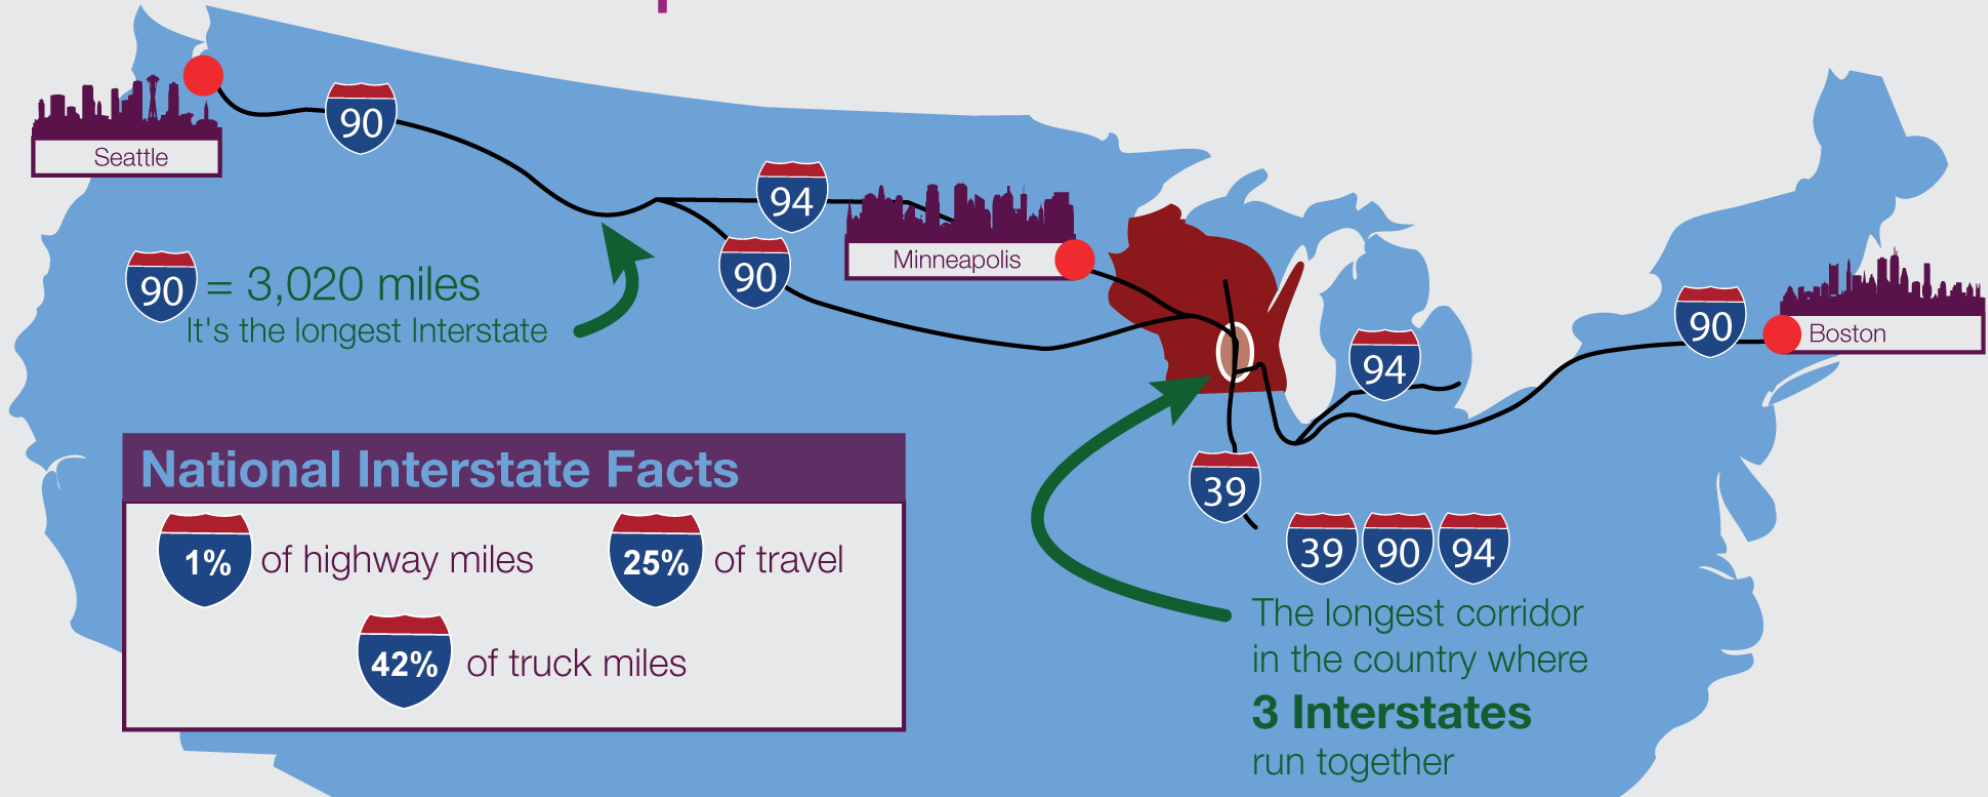 90
Seattle
94
Minneapolis
90
90 = 3,020 miles
It's the longest Interstate
90
Boston
94
39
National Interstate Facts
1% of highway miles
25% of travel
42% of truck miles
39 90 94
The longest corridor
in the country where
3 Interstates
run together